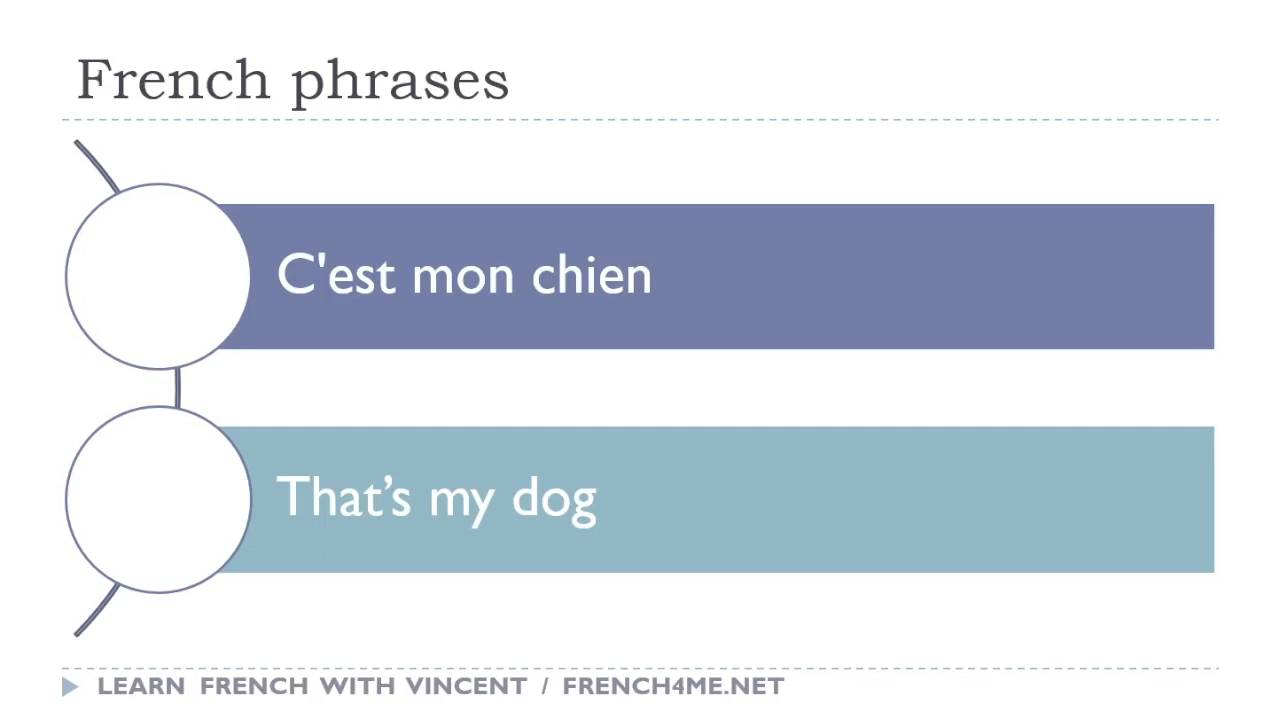 French phrases
C'est mon chien
That’s my dog
LEARN FRENCH WITH VINCENT / FRENCH4ME.NET